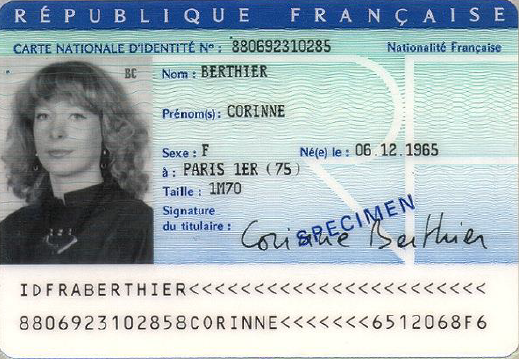 RÉPUBLIQUE FRANÇAISE
CARTE NATIONALE D'IDENTITÉ Nº : 880692310285 Nationalité Française
BC
Nom : BERTHIER
Prénom(s) : CORINNE
Sexe : F Né(e) le : 06.12.1965
à : PARIS 1ER (75)
Taille : 1M70
Signature
du titulaire : Corinne Berthier
SPECIMEN
IDFRABERTHIER<<<<<<<<<<<<<<<<<<<<<<<
8806923102858CORINNE<<<<<<<6512068F6